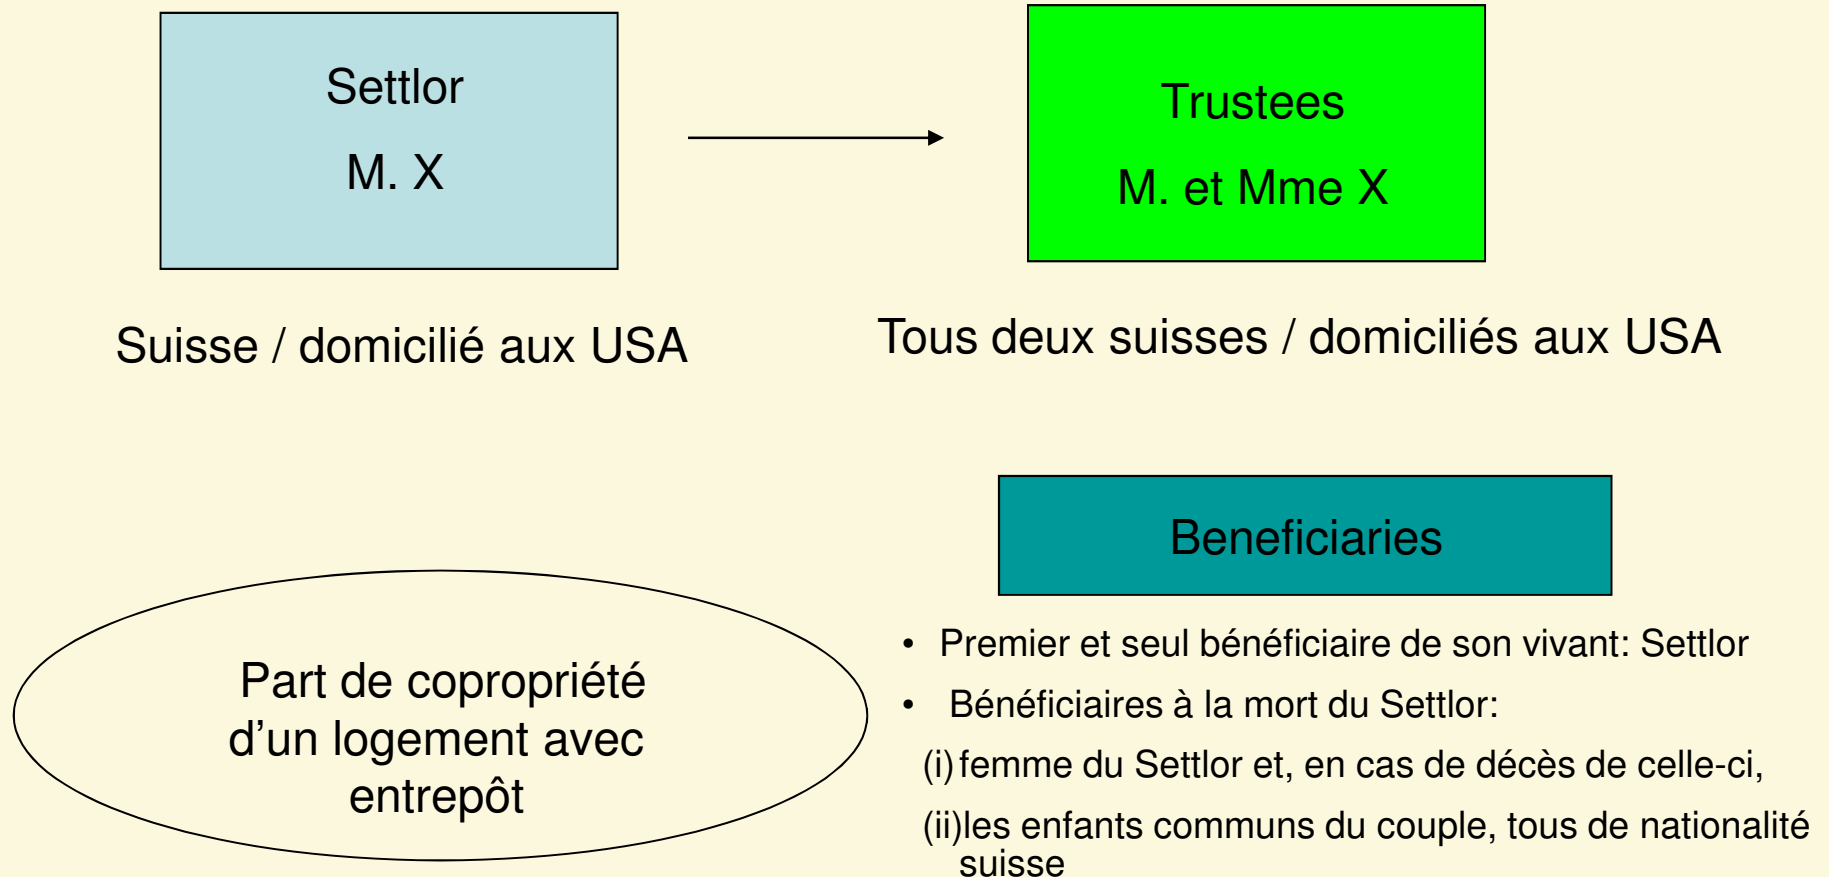 Settlor
M. X
Trustees
M. et Mme X
Suisse / domicilié aux USA
Tous deux suisses / domiciliés aux USA
Part de copropriété
d’un logement avec
entrepôt
Beneficiaries
• Premier et seul bénéficiaire de son vivant: Settlor
• Bénéficiaires à la mort du Settlor:
(i) femme du Settlor et, en cas de décès de celle-ci,
(ii)les enfants communs du couple, tous de nationalité
suisse